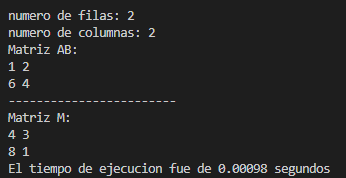 numero de filas: 2
numero de columnas: 2
Matriz AB:
1 2
6 4
------------------------
Matriz M:
4 3
8 1
El tiempo de ejecucion fue de 0.00098 segundos